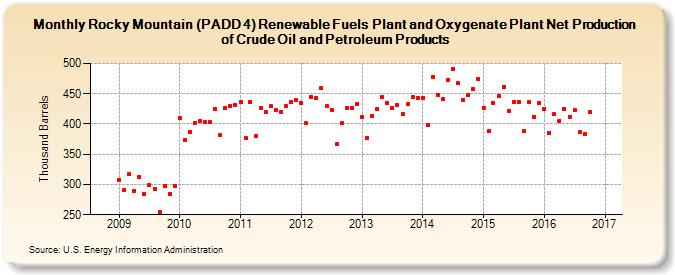 Monthly Rocky Mountain (PADD 4) Renewable Fuels Plant and Oxygenate Plant Net Production
of Crude Oil and Petroleum Products
Thousand Barrels
500
450
400
350
300
250
2009 2010 2011 2012 2013 2014 2015 2016 2017
Source: U.S. Energy Information Administration